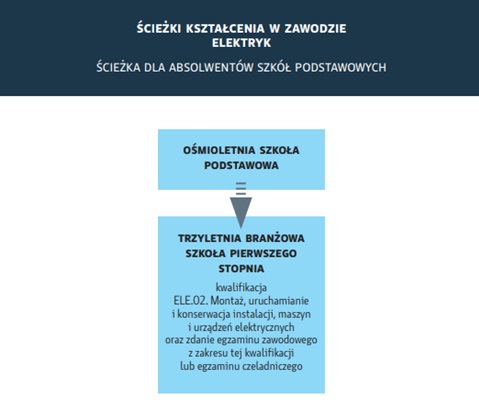 ŚCIEŻKI KSZTAŁCENIA W ZAWODZIE
ELEKTRYK
ŚCIEŻKA DLA ABSOLWENTÓW SZKÓŁ PODSTAWOWYCH
OŚMIOLETNIA SZKOŁA
PODSTAWOWA
TRZYLETNIA BRANŻOWA
SZKOŁA PIERWSZEGO
STOPNIA
kwalifikacja
ELE.02. Montaż, uruchamianie
i konserwacja instalacji, maszyn
i urządzeń elektrycznych
oraz zdanie egzaminu zawodowego
z zakresu tej kwalifikacji
lub egzaminu czeladniczego